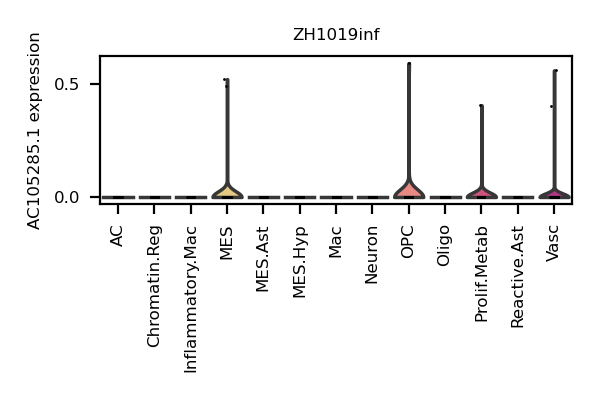 ZH1019inf
AC105285.1 expression
0.5
0.0
AC
Chromatin.Reg
Inflammatory.Mac
MES
MES.Ast
MES.Hyp
Mac
Neuron
OPC
Oligo
Prolif.Metab
Reactive.Ast
Vasc